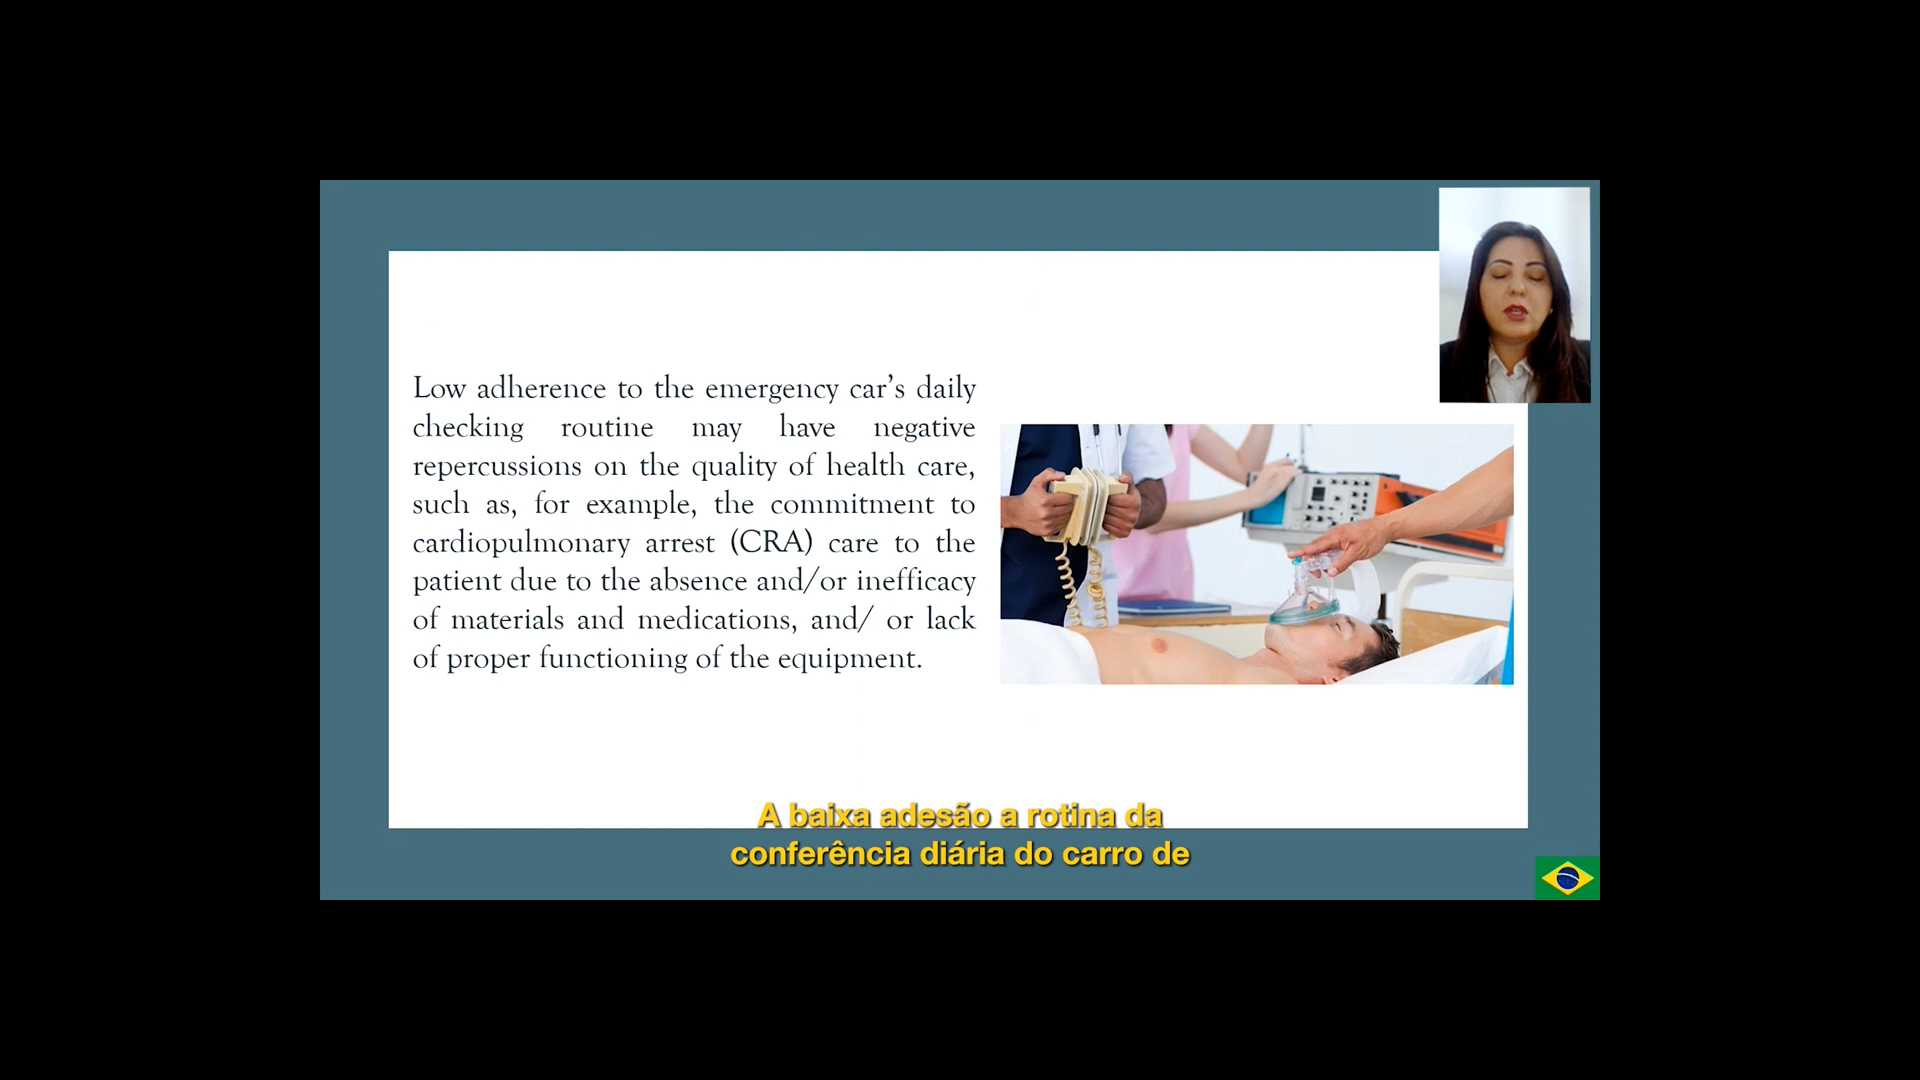 Low adherence to the emergency car’s daily
checking routine may have negative
repercussions on the quality of health care,
such as, for example, the commitment to
cardiopulmonary arrest (CRA) care to the
patient due to the absence and/or inefficacy
of materials and medications, and/ or lack
of proper functioning of the equipment.
A baixa adesão a rotina da
conferência diária do carro de